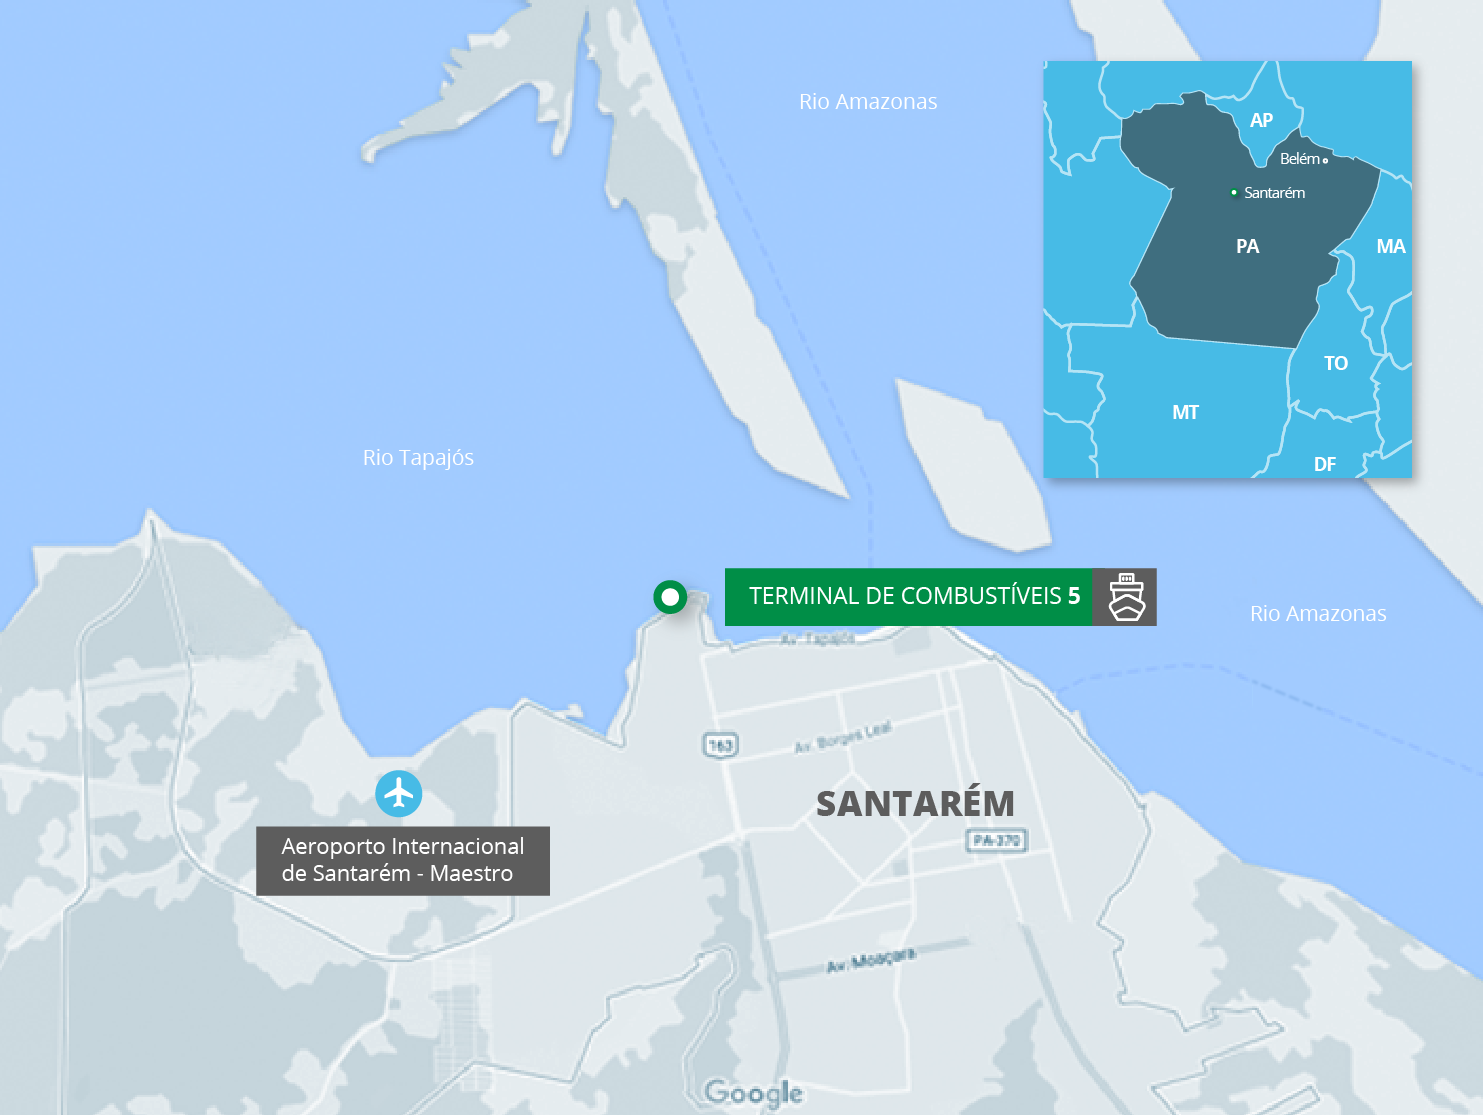 Rio Amazonas
AP
Belém
Santarém
PA
MA
TO
MT
DF
Rio Tapajós
TERMINAL DE COMBUSTÍVEIS 5
Rio Amazonas
Av. Tapajós
163
Av. Borges Leal
SANTARÉM
PA-370
Aeroporto Internacional
de Santarém - Maestro
Av. Moaçara
Google